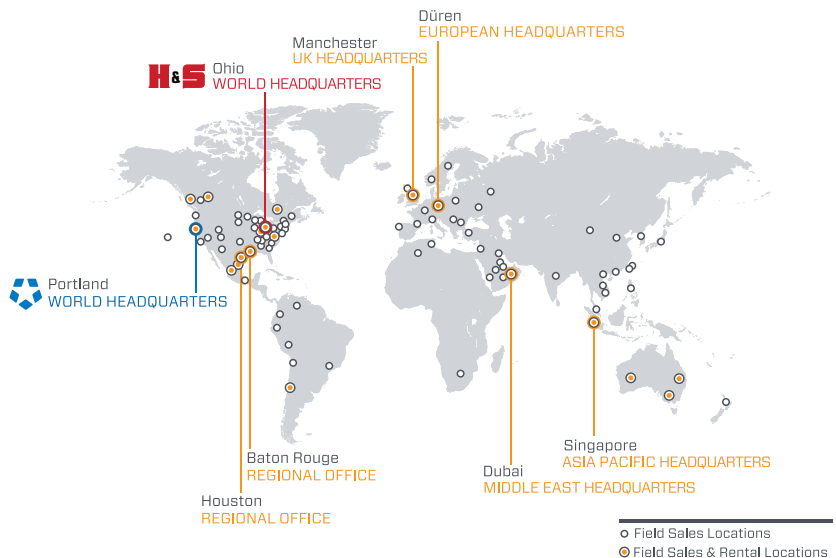 Düren
EUROPEAN HEADQUARTERS
Manchester
UK HEADQUARTERS
H&S
Ohio
WORLD HEADQUARTERS
Portland
WORLD HEADQUARTERS
Baton Rouge
REGIONAL OFFICE
Houston
REGIONAL OFFICE
Singapore
ASIA PACIFIC HEADQUARTERS
Dubai
MIDDLE EAST HEADQUARTERS
Field Sales Locations
Field Sales & Rental Locations